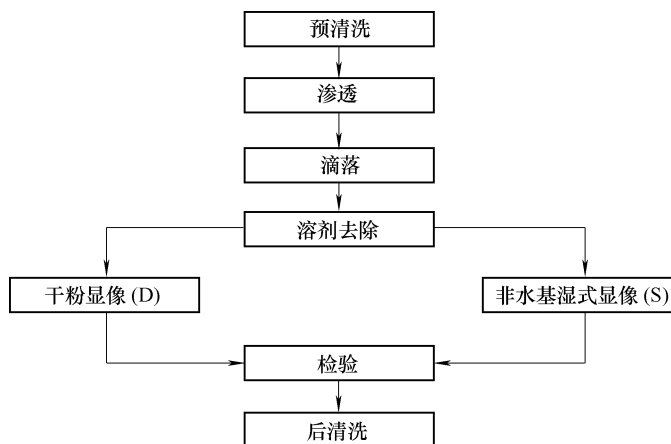 预清洗
渗透
滴落
溶剂去除
干粉显像 (D)
非水基湿式显像 (S)
检验
后清洗